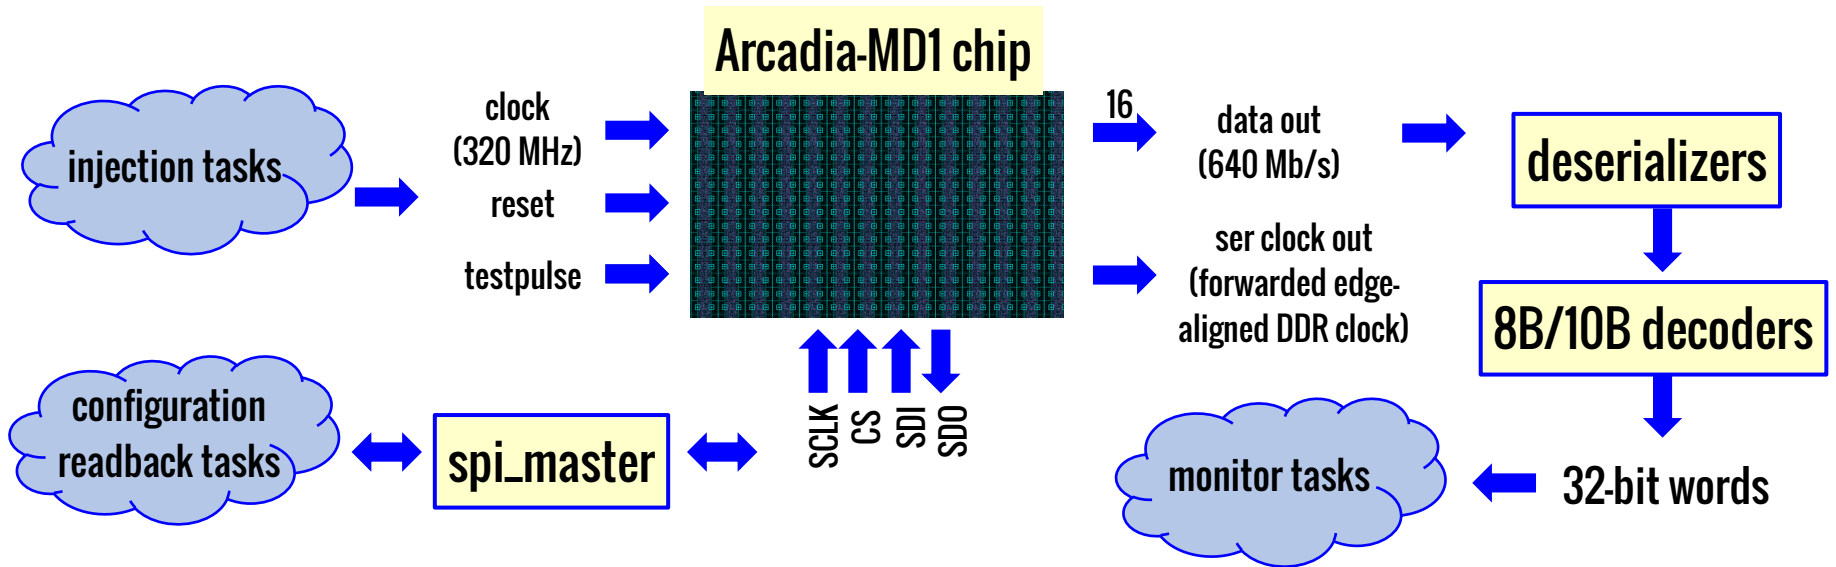 Arcadia-MD1 chip
injection tasks
clock
(320 MHz)
reset
testpulse
16
data out
(640 Mb/s)
ser clock out
(forwarded edge-
aligned DDR clock)
deserializers
8B/10B decoders
32-bit words
monitor tasks
SCLK
CS
SDI
SDO
spi_master
configuration
readback tasks